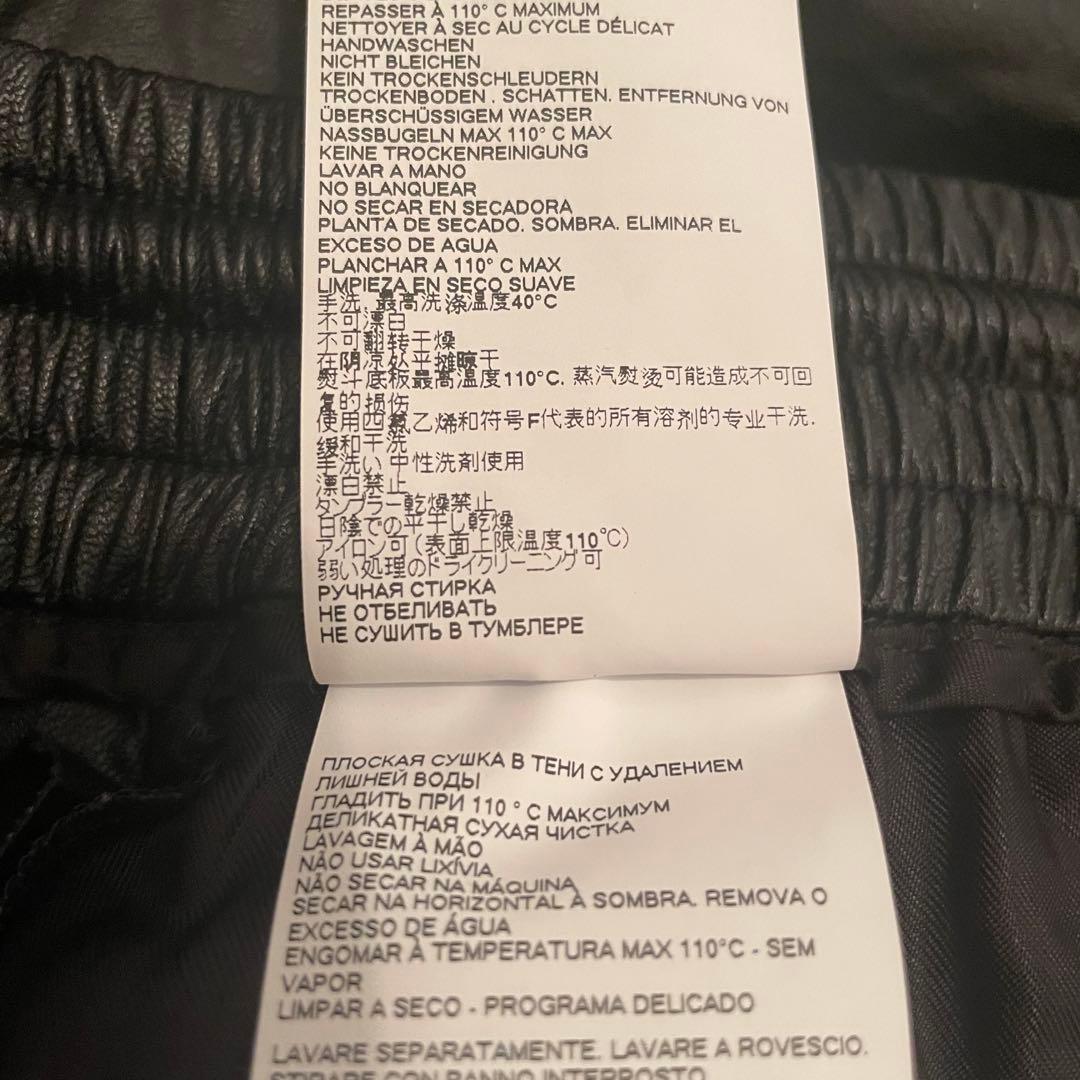 REPASSER À 110° C MAXIMUM
NETTOYER À SEC AU CYCLE DÉLICAT
HANDWASCHEN
NICHT BLEICHEN
KEIN TROCKENSCHLEUDERN
TROCKENBODEN . SCHATTEN. ENTFERNUNG VON
ÜBERSCHÜSSIGEM WASSER
NASSBUGELN MAX 110° C MAX
KEINE TROCKENREINIGUNG
LAVAR A MANO
NO BLANQUEAR
NO SECAR EN SECADORA
PLANTA DE SECADO. SOMBRA. ELIMINAR EL
EXCESO DE AGUA
PLANCHAR A 110° C MAX
LIMPIEZA EN SECO SUAVE
手洗, 最高洗涤温度40°C
不可漂白
不可翻转干燥
在阴凉处平摊晾干
熨斗底板最高温度110°C. 蒸汽熨烫可能造成不可回
复的损伤
使用四氯乙烯和符号F代表的所有溶剂的专业干洗.
缓和干洗
手洗い 中性洗剤使用
漂白禁止
タンブラー乾燥禁止
日陰での平干し乾燥
アイロン可(表面上限温度110°C)
弱い処理のドライクリーニング可
РУЧНАЯ СТИРКА
НЕ ОТБЕЛИВАТЬ
НЕ СУШИТЬ В ТУМБЛЕРЕ
ПЛОСКАЯ СУШКА В ТЕНИ С УДАЛЕНИЕМ
ЛИШНЕЙ ВОДЫ
ГЛАДИТЬ ПРИ 110 ° C МАКСИМУМ
ДЕЛИКАТНАЯ СУХАЯ ЧИСТКА
LAVAGEM À MÃO
NÃO USAR LIXÍVIA
NÃO SECAR NA MÁQUINA
SECAR NA HORIZONTAL À SOMBRA. REMOVA O
EXCESSO DE ÁGUA
ENGOMAR À TEMPERATURA MAX 110°C - SEM
VAPOR
LIMPAR A SECO - PROGRAMA DELICADO
LAVARE SEPARATAMENTE. LAVARE A ROVESCIO.
STIRARE CON PANNO INTERPOSTO